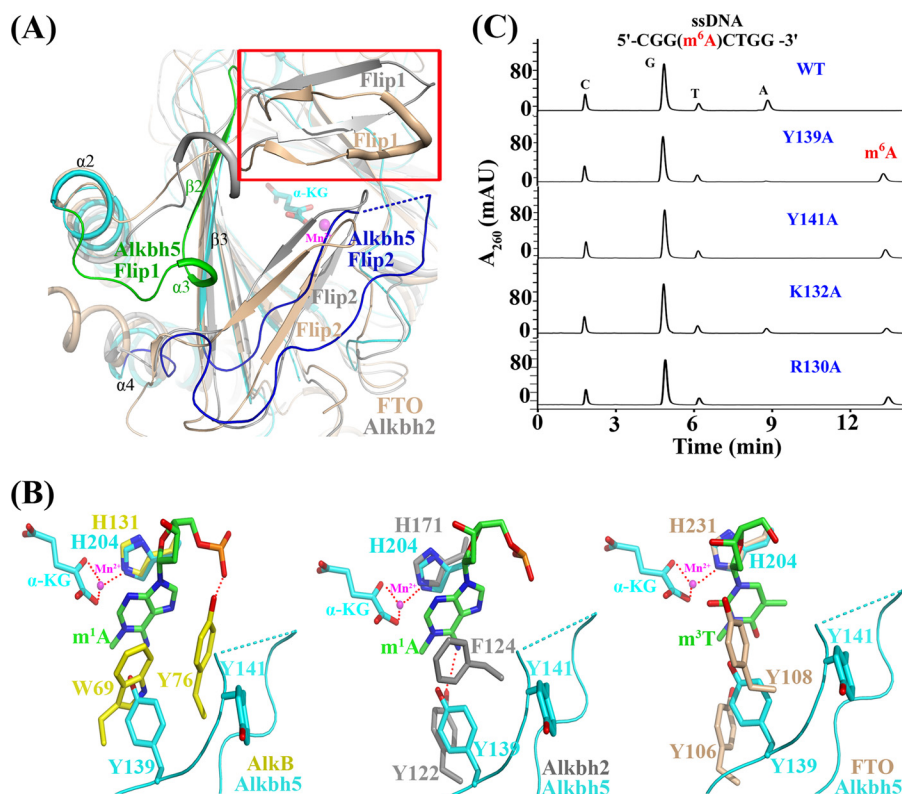 (A)
Flip1
Flip1
α2
β2
α-KG
Mn
β3
Alkbh5
Flip1
α3
Alkbh5
Flip2
Flip2
Flip2
α4
FTO
Alkbh2
(C)
ssDNA
5'-CGG(m⁶A)CTGG -3'
80
0
C
G
T
A
WT
80
0
Y139A
m⁶A
80
0
Y141A
80
0
K132A
80
0
R130A
A₂₆₀ (mAU)
0 3 6 9 12
Time (min)
(B)
H131
H204
α-KG
Mn²⁺
m¹A
W69
Y76
Y141
Y139
AlkB
Alkbh5
H171
H204
α-KG
Mn²⁺
m¹A
F124
Y141
Y139
Y122
Alkbh2
Alkbh5
H231
H204
α-KG
Mn²⁺
m³T
Y141
Y108
Y106
Y139
FTO
Alkbh5